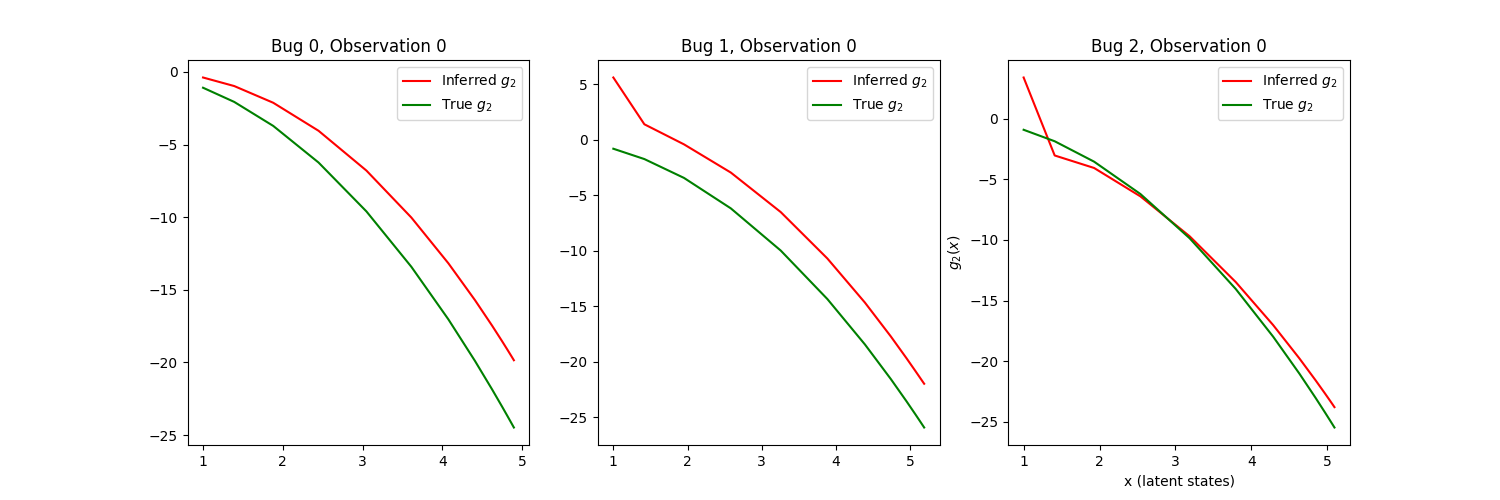 Bug 0, Observation 0
Inferred g₂
True g₂
0
−5
−10
−15
−20
−25
1 2 3 4 5
Bug 1, Observation 0
Inferred g₂
True g₂
5
0
−5
−10
−15
−20
−25
1 2 3 4 5
Bug 2, Observation 0
Inferred g₂
True g₂
g₂(x)
0
−5
−10
−15
−20
−25
1 2 3 4 5
x (latent states)